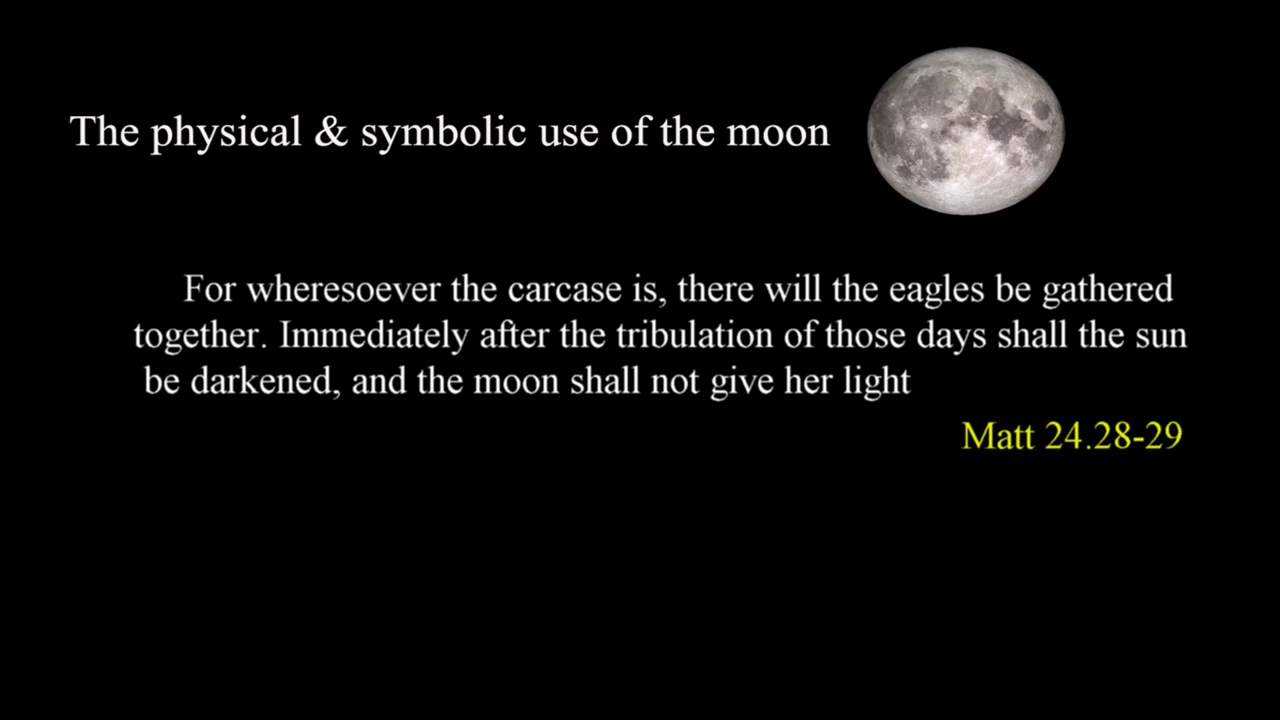 The physical & symbolic use of the moon
For wheresoever the carcase is, there will the eagles be gathered
together. Immediately after the tribulation of those days shall the sun
be darkened, and the moon shall not give her light
Matt 24.28-29